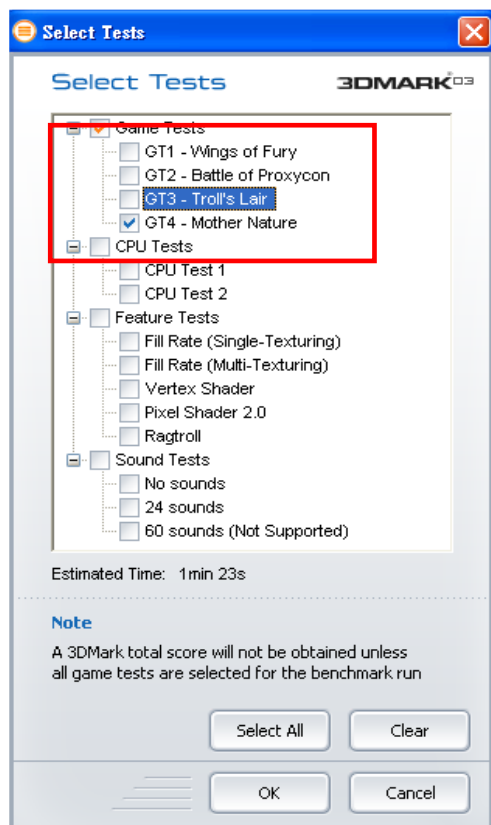 Select Tests
Select Tests 3DMARK®03
Game Tests
GT1 - Wings of Fury
GT2 - Battle of Proxycon
GT3 - Troll's Lair
GT4 - Mother Nature
CPU Tests
CPU Test 1
CPU Test 2
Feature Tests
Fill Rate (Single-Texturing)
Fill Rate (Multi-Texturing)
Vertex Shader
Pixel Shader 2.0
Ragtroll
Sound Tests
No sounds
24 sounds
60 sounds (Not Supported)
Estimated Time: 1min 23s
Note
A 3DMark total score will not be obtained unless
all game tests are selected for the benchmark run
Select All Clear
OK Cancel